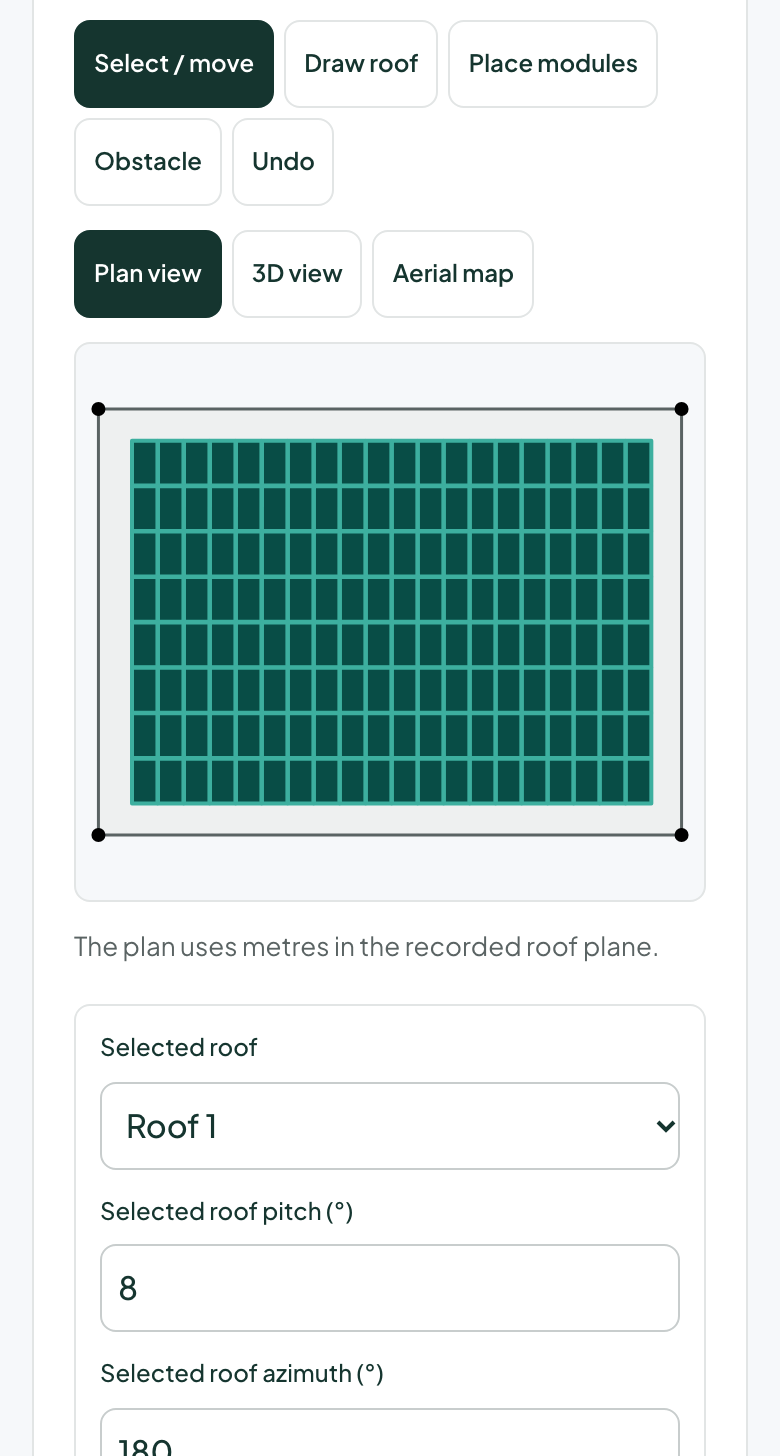 Select / move
Draw roof
Place modules
Obstacle
Undo
Plan view
3D view
Aerial map
The plan uses metres in the recorded roof plane.
Selected roof
Roof 1
Selected roof pitch (°)
8
Selected roof azimuth (°)
180